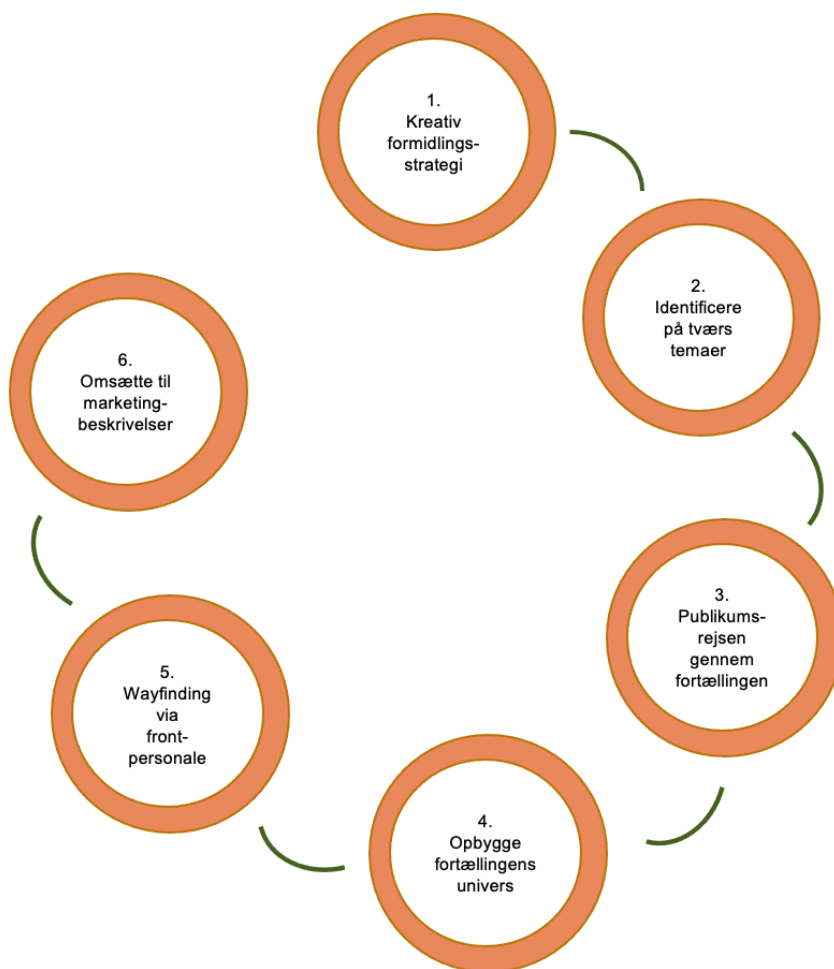 1.
Kreativ
formidlings-
strategi
2.
Identificere
på tværs
temaer
3.
Publikums-
rejsen
gennem
fortællingen
4.
Opbygge
fortællingens
univers
5.
Wayfinding
via
front-
personale
6.
Omsætte til
marketing-
beskrivelser